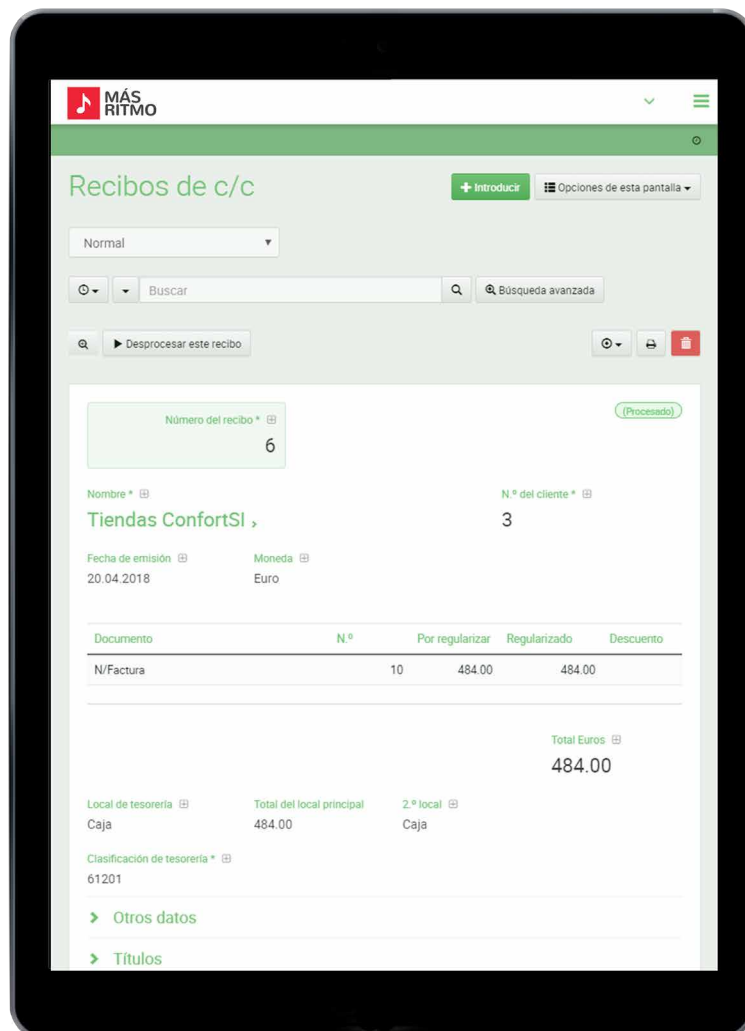 MÁS
RITMO
Recibos de c/c
Introducir
Opciones de esta pantalla
Normal
Buscar
Búsqueda avanzada
Desprocesar este recibo
Número del recibo *
(Procesado)
6
Nombre *
N.º del cliente *
Tiendas ConfortSI
3
Fecha de emisión
Moneda
20.04.2018
Euro
Documento N.º Por regularizar Regularizado Descuento
N/Factura 10 484.00 484.00
Total Euros
484.00
Local de tesorería
Total del local principal
2.º local
Caja
484.00
Caja
Clasificación de tesorería *
61201
Otros datos
Títulos